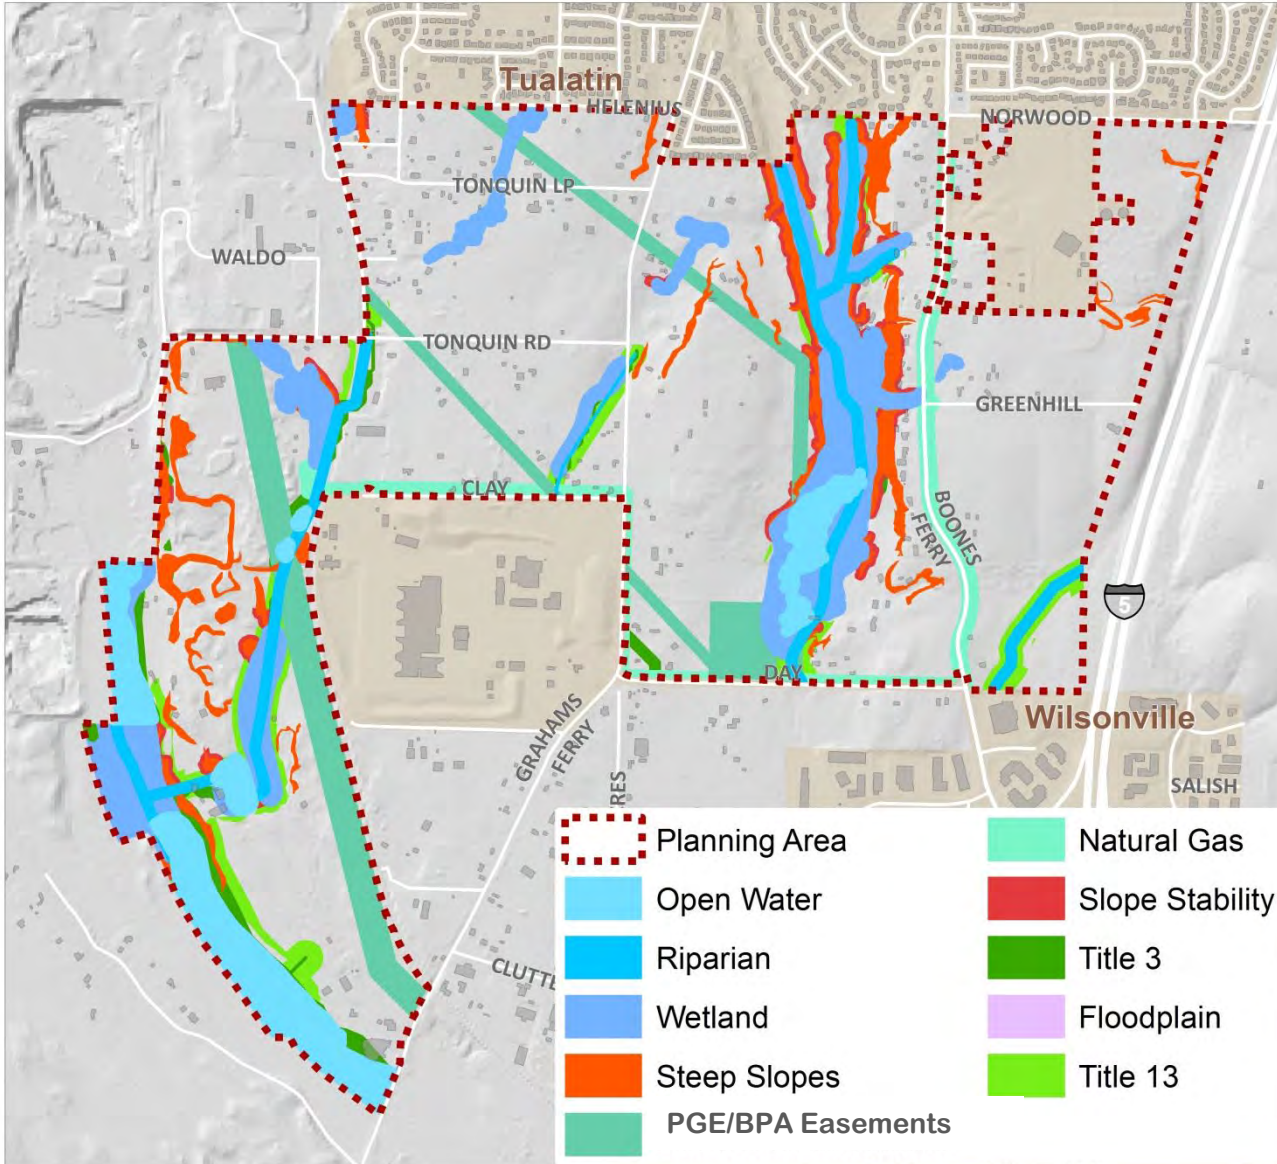 Tualatin
HELENIUS
NORWOOD
TONQUIN LP
WALDO
TONQUIN RD
GREENHILL
CLAY
BOONES
FERRY
5
DAY
GRAHAMS
FERRY
Wilsonville
SALISH
RES
CLUTTE
Planning Area
Open Water
Riparian
Wetland
Steep Slopes
PGE/BPA Easements
Natural Gas
Slope Stability
Title 3
Floodplain
Title 13